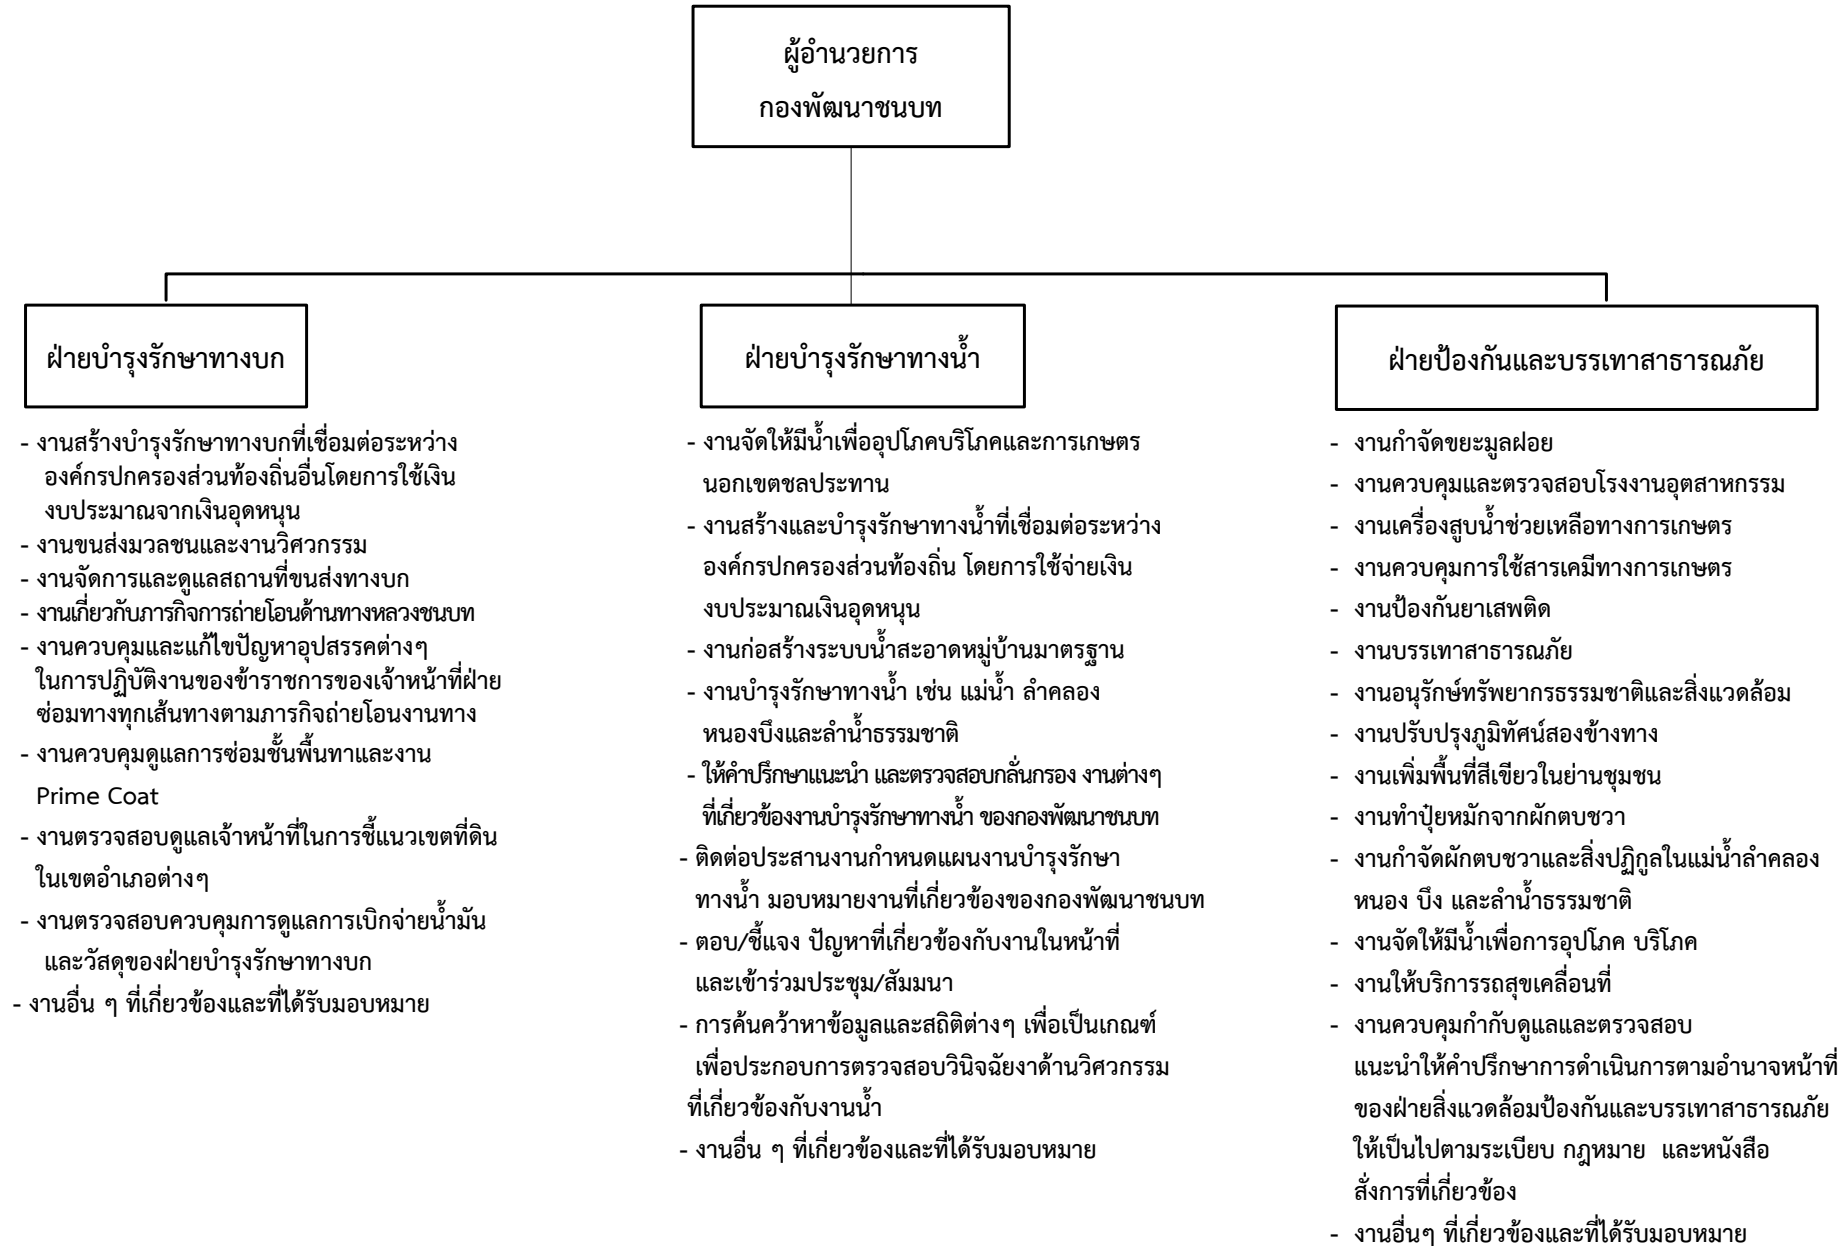 ผู้อำนวยการ
กองพัฒนาชนบท
ฝ่ายบำรุงรักษาทางบก
- งานสร้างบำรุงรักษาทางบกที่เชื่อมต่อระหว่าง
องค์กรปกครองส่วนท้องถิ่นอื่นโดยการใช้เงิน
งบประมาณจากเงินอุดหนุน
- งานขนส่งมวลชนและงานวิศวกรรม
- งานจัดการและดูแลสถานที่ขนส่งทางบก
- งานเกี่ยวกับภารกิจการถ่ายโอนด้านทางหลวงชนบท
- งานควบคุมและแก้ไขปัญหาอุปสรรคต่างๆ
ในการปฏิบัติงานของข้าราชการของเจ้าหน้าที่ฝ่าย
ซ่อมทางทุกเส้นทางตามภารกิจถ่ายโอนงานทาง
- งานควบคุมดูแลการซ่อมชั้นพื้นทาและงาน
Prime Coat
- งานตรวจสอบดูแลเจ้าหน้าที่ในการชี้แนวเขตที่ดิน
ในเขตอำเภอต่างๆ
- งานตรวจสอบควบคุมการดูแลการเบิกจ่ายน้ำมัน
และวัสดุของฝ่ายบำรุงรักษาทางบก
- งานอื่น ๆ ที่เกี่ยวข้องและที่ได้รับมอบหมาย
ฝ่ายบำรุงรักษาทางน้ำ
- งานจัดให้มีน้ำเพื่ออุปโภคบริโภคและการเกษตร
นอกเขตชลประทาน
- งานสร้างและบำรุงรักษาทางน้ำที่เชื่อมต่อระหว่าง
องค์กรปกครองส่วนท้องถิ่น โดยการใช้จ่ายเงิน
งบประมาณเงินอุดหนุน
- งานก่อสร้างระบบน้ำสะอาดหมู่บ้านมาตรฐาน
- งานบำรุงรักษาทางน้ำ เช่น แม่น้ำ ลำคลอง
หนองบึงและลำน้ำธรรมชาติ
- ให้คำปรึกษาแนะนำ และตรวจสอบกลั่นกรอง งานต่างๆ
ที่เกี่ยวข้องงานบำรุงรักษาทางน้ำ ของกองพัฒนาชนบท
- ติดต่อประสานงานกำหนดแผนงานบำรุงรักษา
ทางน้ำ มอบหมายงานที่เกี่ยวข้องของกองพัฒนาชนบท
- ตอบ/ชี้แจง ปัญหาที่เกี่ยวข้องกับงานในหน้าที่
และเข้าร่วมประชุม/สัมมนา
- การค้นคว้าหาข้อมูลและสถิติต่างๆ เพื่อเป็นเกณฑ์
เพื่อประกอบการตรวจสอบวินิจฉัยงาด้านวิศวกรรม
ที่เกี่ยวข้องกับงานน้ำ
- งานอื่น ๆ ที่เกี่ยวข้องและที่ได้รับมอบหมาย
ฝ่ายป้องกันและบรรเทาสาธารณภัย
- งานกำจัดขยะมูลฝอย
- งานควบคุมและตรวจสอบโรงงานอุตสาหกรรม
- งานเครื่องสูบน้ำช่วยเหลือทางการเกษตร
- งานควบคุมการใช้สารเคมีทางการเกษตร
- งานป้องกันยาเสพติด
- งานบรรเทาสาธารณภัย
- งานอนุรักษ์ทรัพยากรธรรมชาติและสิ่งแวดล้อม
- งานปรับปรุงภูมิทัศน์สองข้างทาง
- งานเพิ่มพื้นที่สีเขียวในย่านชุมชน
- งานทำปุ๋ยหมักจากผักตบชวา
- งานกำจัดผักตบชวาและสิ่งปฏิกูลในแม่น้ำลำคลอง
หนอง บึง และลำน้ำธรรมชาติ
- งานจัดให้มีน้ำเพื่อการอุปโภค บริโภค
- งานให้บริการรถสุขเคลื่อนที่
- งานควบคุมกำกับดูแลและตรวจสอบ
แนะนำให้คำปรึกษาการดำเนินการตามอำนาจหน้าที่
ของฝ่ายสิ่งแวดล้อมป้องกันและบรรเทาสาธารณภัย
ให้เป็นไปตามระเบียบ กฎหมาย และหนังสือ
สั่งการที่เกี่ยวข้อง
- งานอื่นๆ ที่เกี่ยวข้องและที่ได้รับมอบหมาย